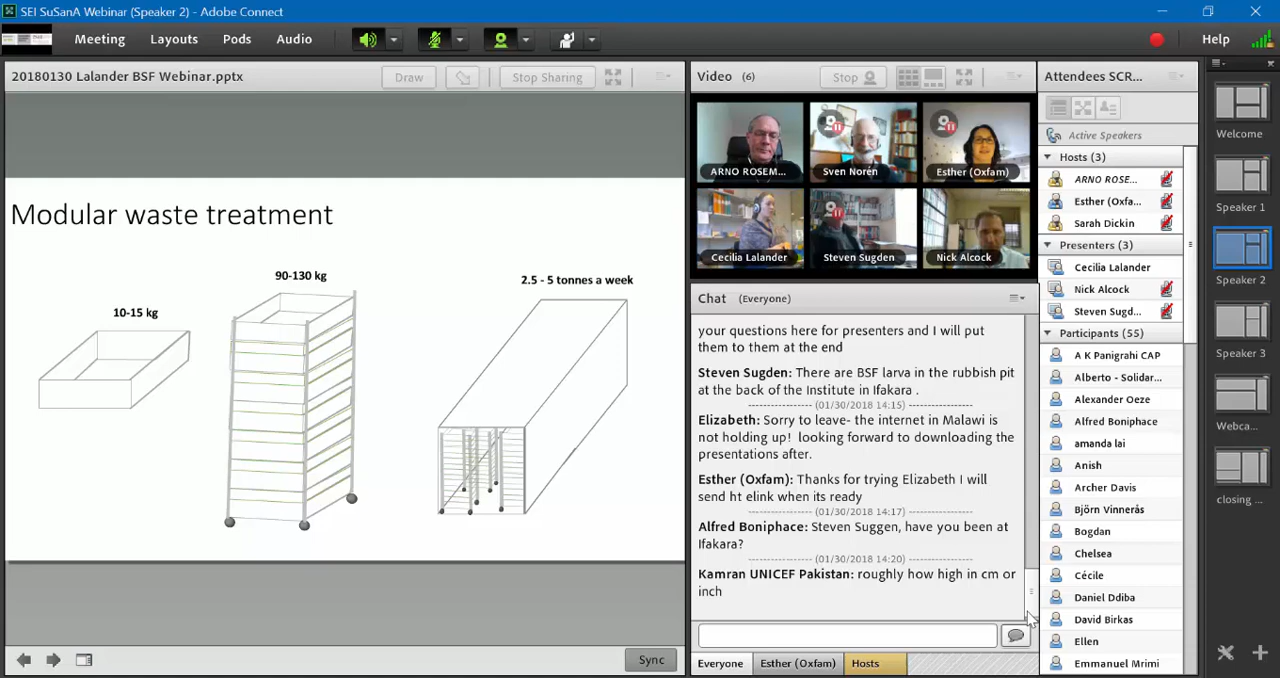 SEI SuSanA Webinar (Speaker 2) - Adobe Connect
Meeting Layouts Pods Audio
Help
20180130 Lalander BSF Webinar.pptx
Draw
Stop Sharing
Modular waste treatment
10-15 kg
90-130 kg
2.5 - 5 tonnes a week
Sync
Video (6)
Stop
ARNO ROSEM...
Sven Norén
Esther (Oxfam)
Cecilia Lalander
Steven Sugden
Nick Alcock
Chat (Everyone)
your questions here for presenters and I will put
them to them at the end
Steven Sugden: There are BSF larva in the rubbish pit
at the back of the Institute in Ifakara .
---------------- (01/30/2018 14:15) ----------------
Elizabeth: Sorry to leave- the internet in Malawi is
not holding up! looking forward to downloading the
presentations after.
Esther (Oxfam): Thanks for trying Elizabeth I will
send ht elink when its ready
---------------- (01/30/2018 14:17) ----------------
Alfred Boniphace: Steven Suggen, have you been at
Ifakara?
---------------- (01/30/2018 14:20) ----------------
Kamran UNICEF Pakistan: roughly how high in cm or
inch
Everyone
Esther (Oxfam)
Hosts
Attendees SCR...
Active Speakers
Hosts (3)
ARNO ROSE...
Esther (Oxfa...
Sarah Dickin
Presenters (3)
Cecilia Lalander
Nick Alcock
Steven Sugd...
Participants (55)
A K Panigrahi CAP
Alberto - Solidar...
Alexander Oeze
Alfred Boniphace
amanda lai
Anish
Archer Davis
Björn Vinnerås
Bogdan
Chelsea
Cécile
Daniel Ddiba
David Birkas
Ellen
Emmanuel Mrimi
Welcome
Speaker 1
Speaker 2
Speaker 3
Webca...
closing ...